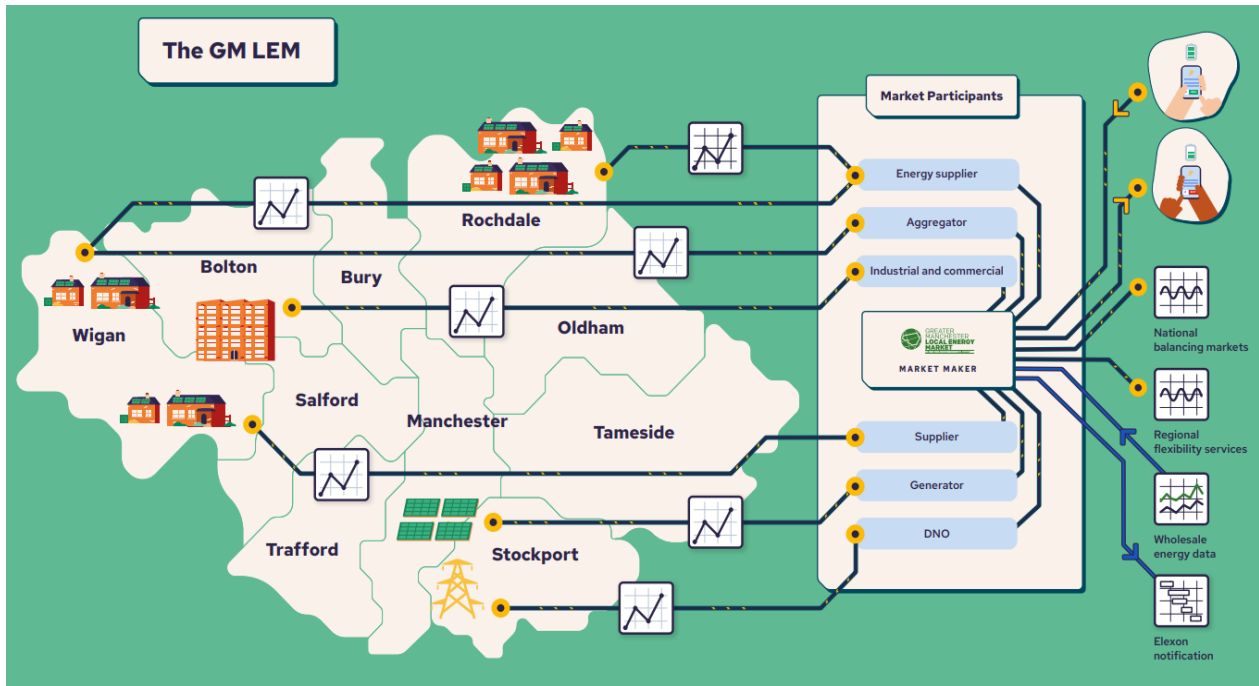 The GM LEM
Market Participants
Energy supplier
Rochdale
Aggregator
Bolton
Bury
Industrial and commercial
Wigan
Oldham
GREATER
MANCHESTER
LOCAL ENERGY
MARKET
MARKET MAKER
National
balancing markets
Salford
Manchester
Tameside
Supplier
Regional
flexibility services
Generator
Trafford
Stockport
DNO
Wholesale
energy data
Elexon
notification